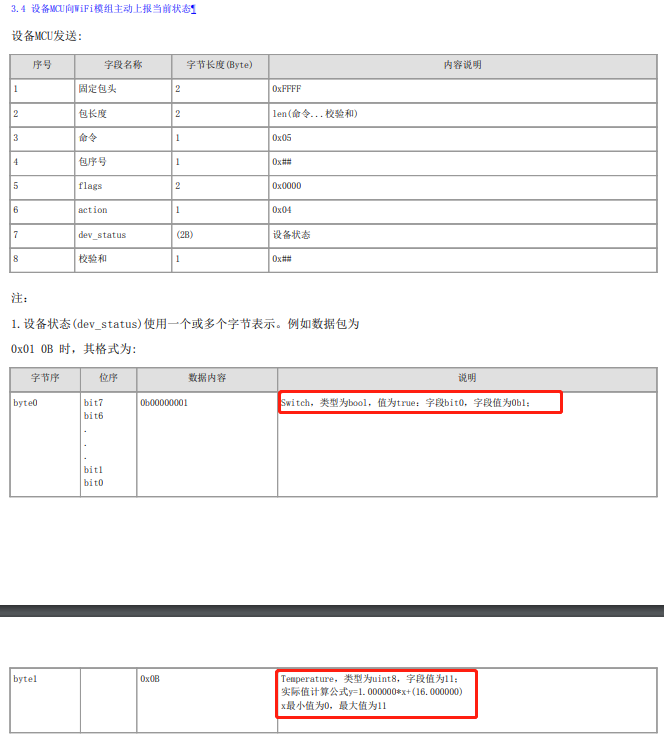 3.4 设备MCU向WiFi模组主动上报当前状态¶
设备MCU发送:
序号 字段名称 字节长度(Byte) 内容说明
1 固定包头 2 0xFFFF
2 包长度 2 len(命令...校验和)
3 命令 1 0x05
4 包序号 1 0x##
5 flags 2 0x0000
6 action 1 0x04
7 dev_status (2B) 设备状态
8 校验和 1 0x##
注:
1.设备状态(dev_status)使用一个或多个字节表示。例如数据包为
0x01 0B 时, 其格式为:
字节序 位序 数据内容 说明
byte0 bit7 0b00000001 Switch, 类型为bool, 值为true: 字段bit0, 字段值为0b1;
bit6
.
.
.
bit1
bit0
byte1 0x0B Temperature, 类型为uint8, 字段值为11;
实际值计算公式y=1.000000*x+(16.000000)
x最小值为0, 最大值为11